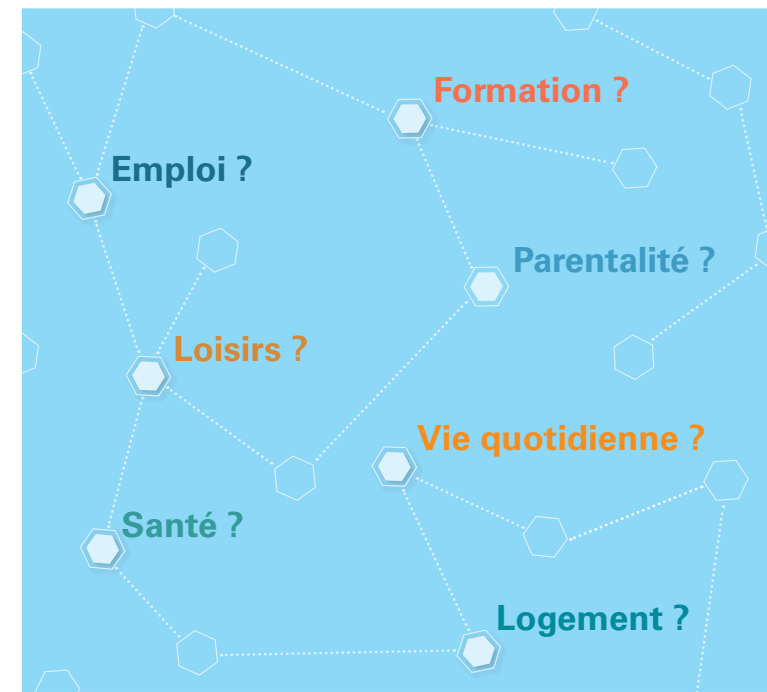 Formation ?
Emploi ?
Parentalité ?
Loisirs ?
Vie quotidienne ?
Santé ?
Logement ?